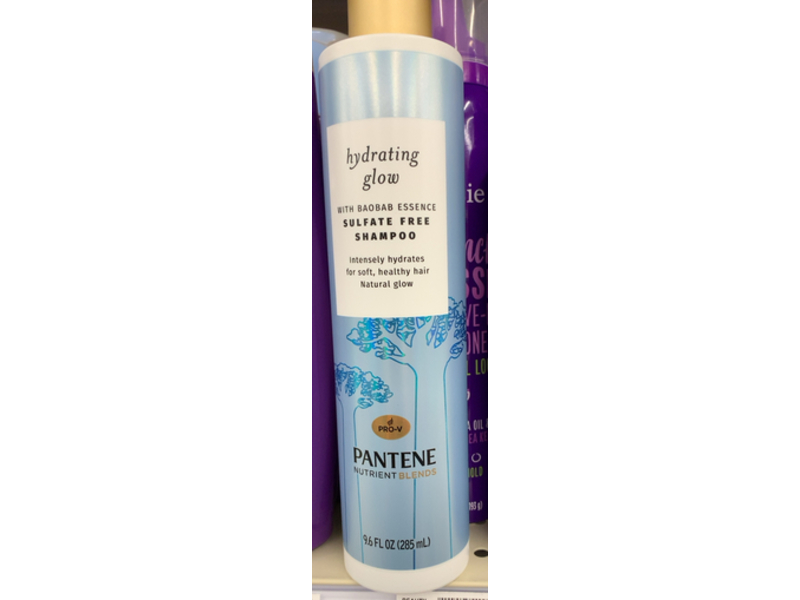 hydrating
glow
WITH BAOBAB ESSENCE
SULFATE FREE
SHAMPOO
Intensely hydrates
for soft, healthy hair
Natural glow
PRO-V
PANTENE
NUTRIENT BLENDS
9.6 FL OZ (285 mL)
ie